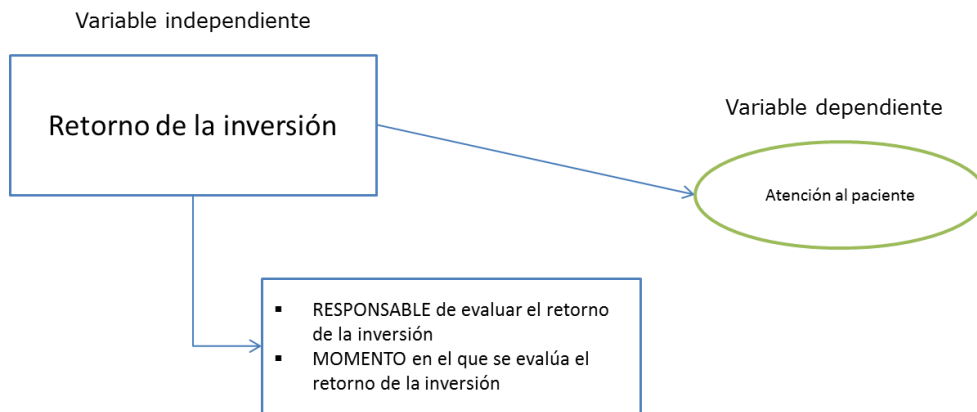 Variable independiente
Retorno de la inversión
Variable dependiente
Atención al paciente
▪ RESPONSABLE de evaluar el retorno
de la inversión
▪ MOMENTO en el que se evalúa el
retorno de la inversión